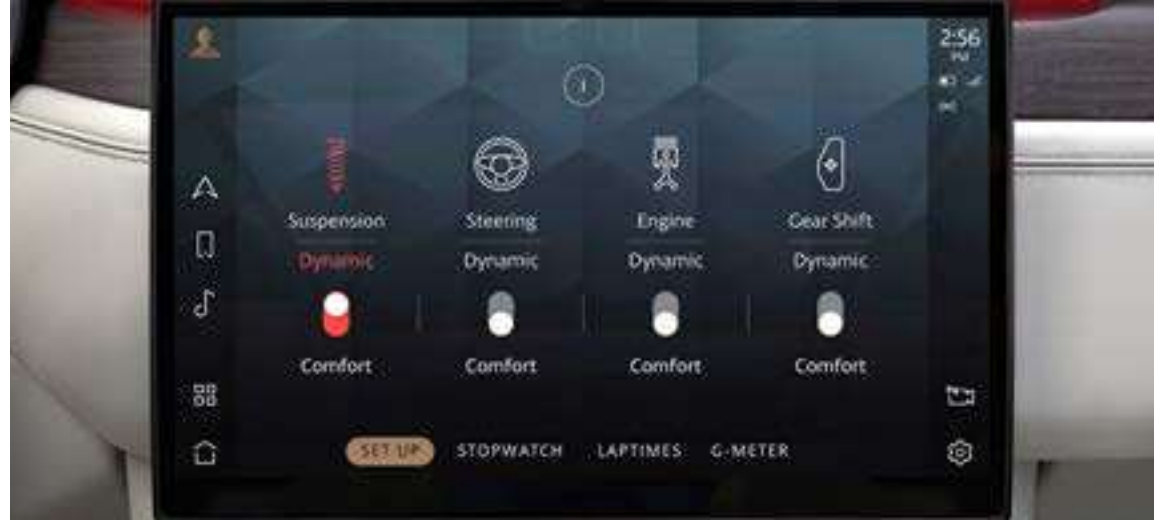 2:56
PM
Suspension Steering Engine Gear Shift
Dynamic Dynamic Dynamic Dynamic
Comfort Comfort Comfort Comfort
SET UP STOPWATCH LAPTIMES G-METER